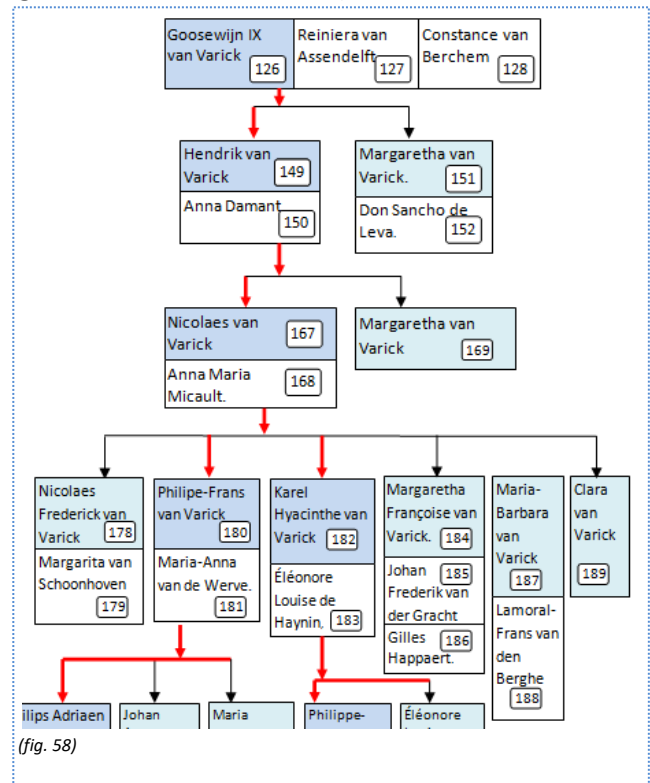 Goosewijn IX
van Varick
126
Reiniera van
Assendelft
127
Constance van
Berchem
128
Hendrik van
Varick
149
Anna Damant
150
Margaretha van
Varick.
151
Don Sancho de
Leva.
152
Nicolaes van
Varick
167
Anna Maria
Micault.
168
Margaretha van
Varick
169
Nicolaes
Frederick van
Varick
178
Margarita van
Schoonhoven
179
Philipe-Frans
van Varick
180
Maria-Anna
van de Werve.
181
Karel
Hyacinthe van
Varick
182
Éléonore
Louise de
Haynin,
183
Margaretha
Françoise van
Varick.
184
Johan
185
Frederik van
der Gracht
Gilles
186
Happaert.
Maria-
Barbara
van
Varick
187
Lamoral-
Frans van
den
Berghe
188
Clara
van
Varick
189
ilips Adriaen
Johan
Maria
Philippe-
Éléonore
(fig. 58)